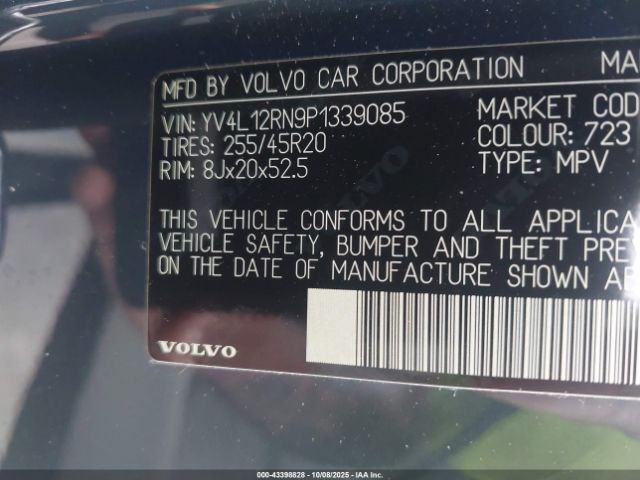 MFD BY VOLVO CAR CORPORATION
VIN: YV4L12RN9P1339085
TIRES: 255/45R20
RIM: 8Jx20x52.5
MARKET COD
COLOUR: 723
TYPE: MPV
THIS VEHICLE CONFORMS TO ALL APPLICA
VEHICLE SAFETY, BUMPER AND THEFT PRE
ON THE DATE OF MANUFACTURE SHOWN AB
VOLVO
000-43398828 - 10/08/2025 - Copyright © IAA, LLC.